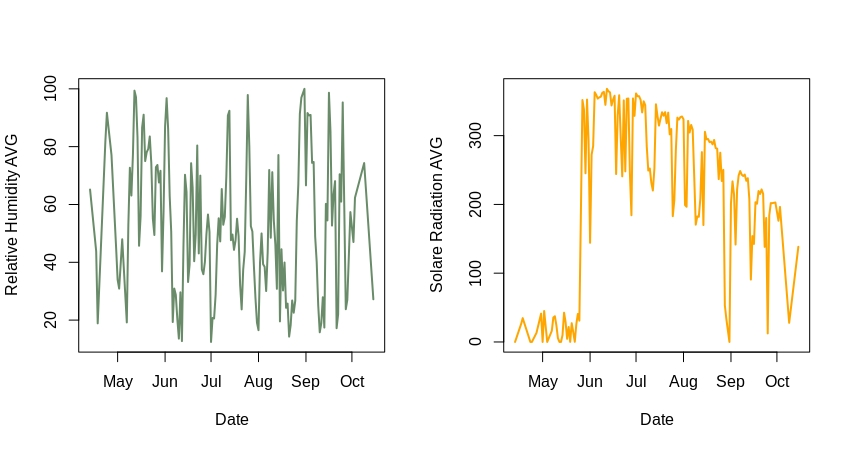 Relative Humidity AVG
100
80
60
40
20
May Jun Jul Aug Sep Oct
Date
Solare Radiation AVG
300
200
100
0
May Jun Jul Aug Sep Oct
Date